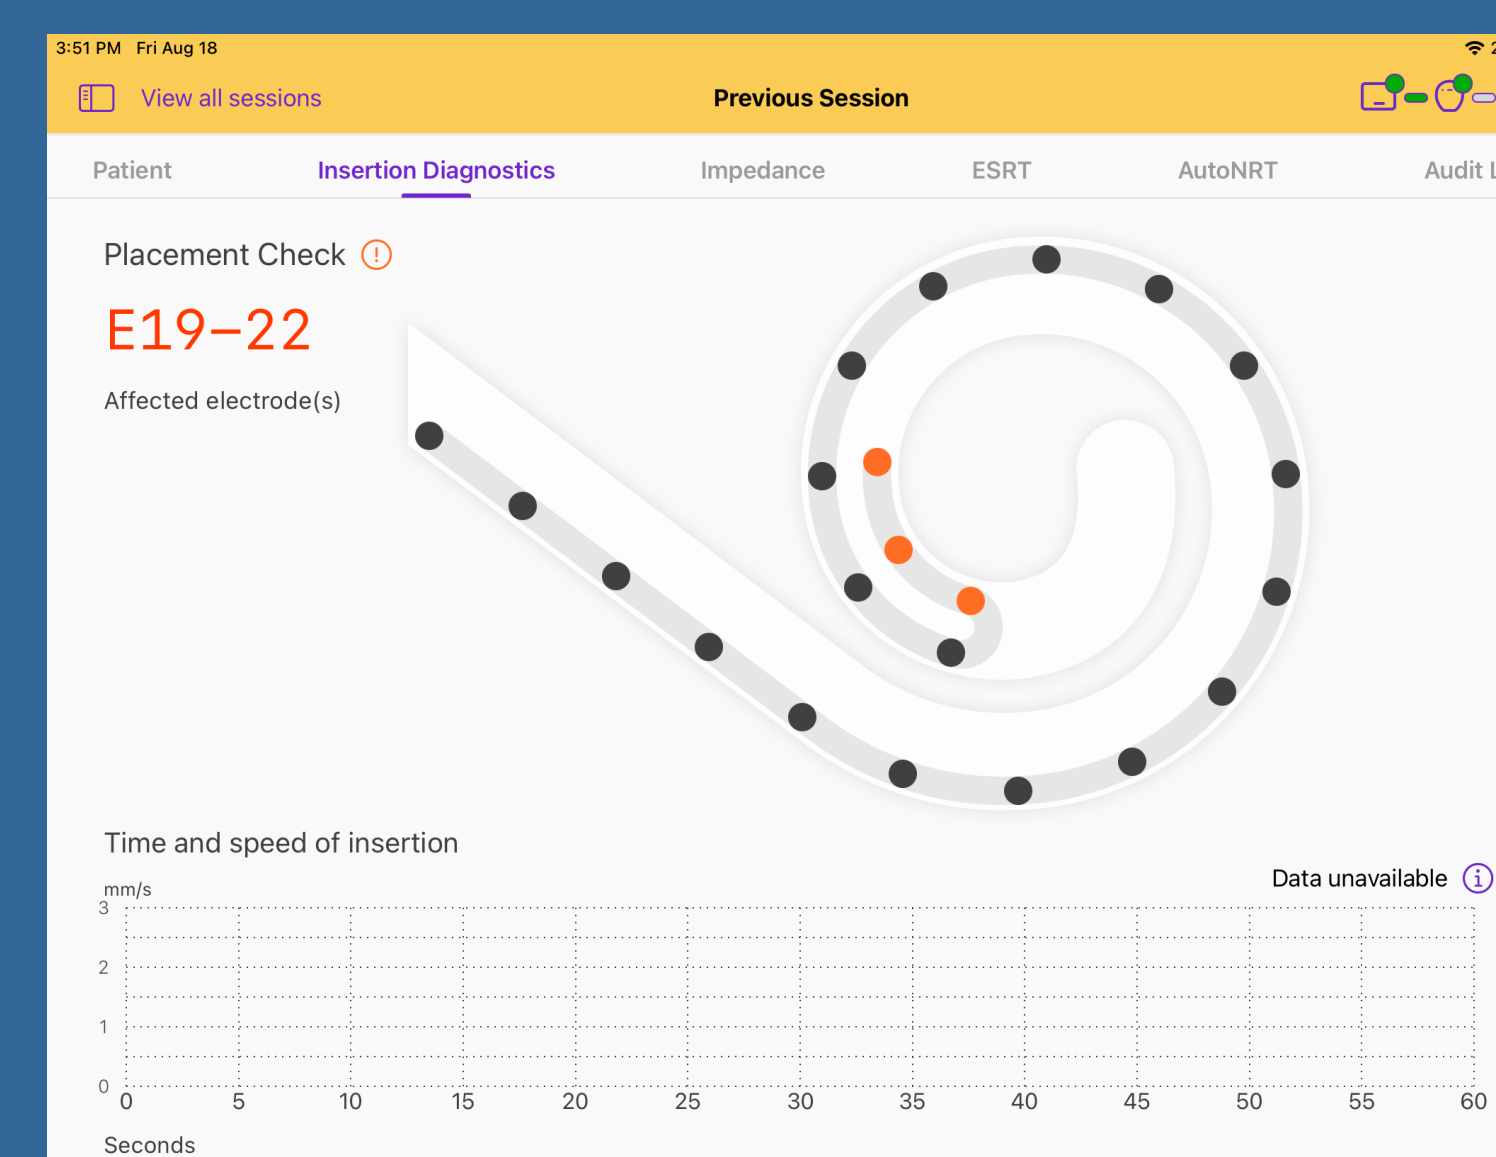 3:51 PM Fri Aug 18
View all sessions
Previous Session
Patient
Insertion Diagnostics
Impedance
ESRT
AutoNRT
Audit
Placement Check
E19–22
Affected electrode(s)
Time and speed of insertion
Data unavailable
mm/s
3
2
1
0
0 5 10 15 20 25 30 35 40 45 50 55 60
Seconds